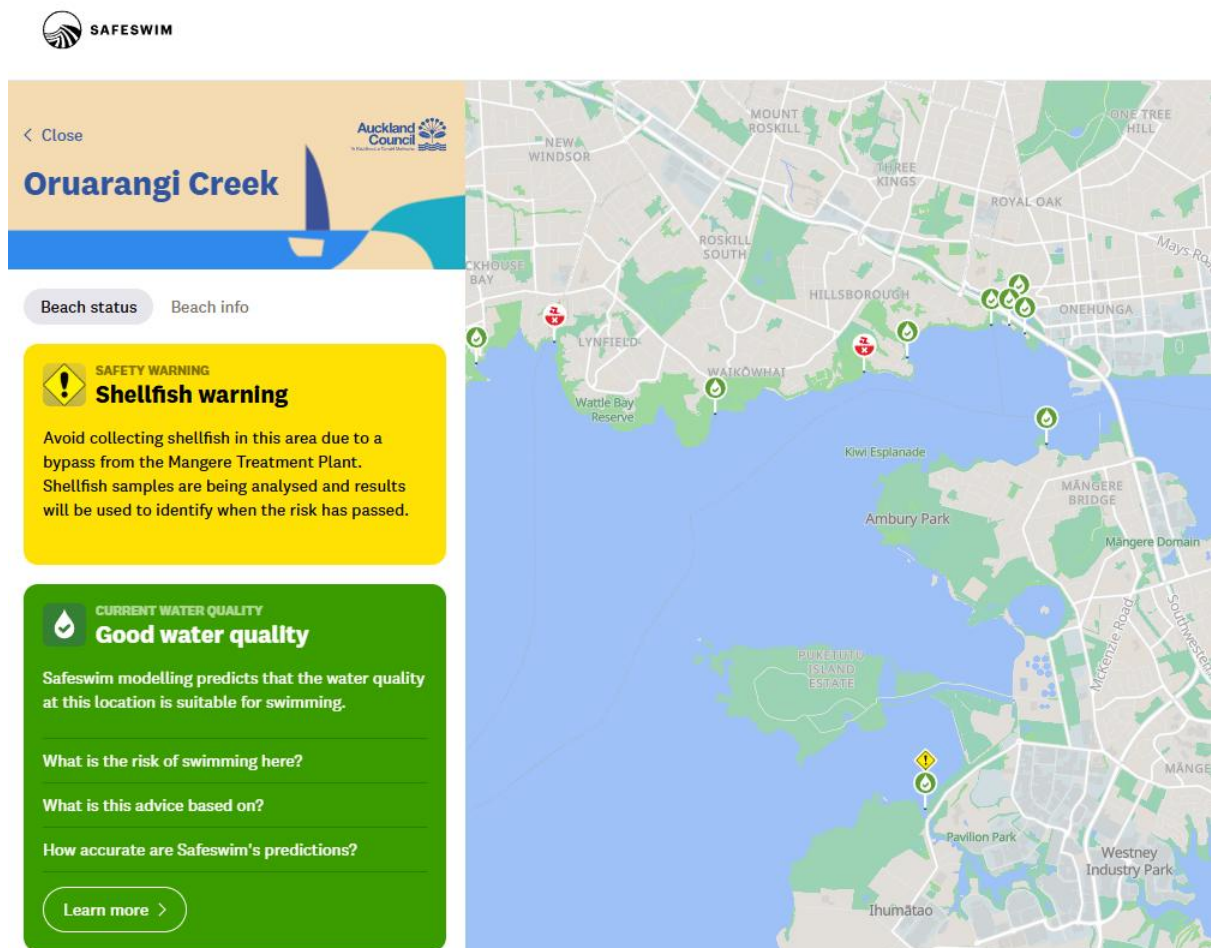 SAFESWIM
< Close
Auckland
Council
Oruarangi Creek
Beach status
Beach info
SAFETY WARNING
Shellfish warning
Avoid collecting shellfish in this area due to a
bypass from the Mangere Treatment Plant.
Shellfish samples are being analysed and results
will be used to identify when the risk has passed.
CURRENT WATER QUALITY
Good water quality
Safeswim modelling predicts that the water quality
at this location is suitable for swimming.
What is the risk of swimming here?
What is this advice based on?
How accurate are Safeswim's predictions?
Learn more >
MOUNT
ROSKILL
ONE TREE
HILL
NEW
WINDSOR
THREE
KINGS
ROYAL OAK
Mays Ro
ROSKILL
SOUTH
CKHOUSE
BAY
HILLSBOROUGH
ONEHUNGA
LYNFIELD
WAIKŌWHAI
Wattle Bay
Reserve
Kiwi Esplanade
MĀNGERE
BRIDGE
Ambury Park
Māngere Domain
McKenzie Road
Southwestern
PUKETUTU
ISLAND
ESTATE
MĀNGE
Pavilion Park
Westney
Industry Park
Ihumātao